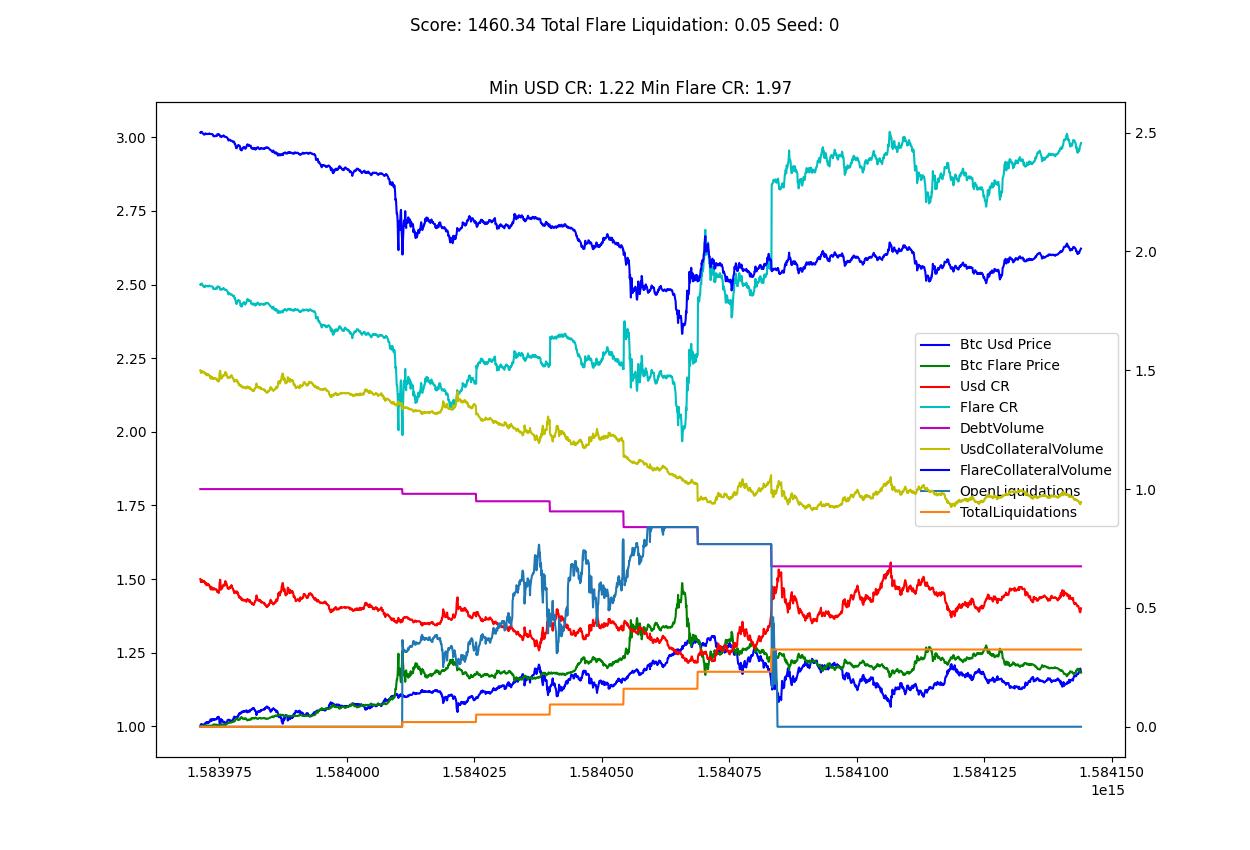 Score: 1460.34 Total Flare Liquidation: 0.05 Seed: 0
Min USD CR: 1.22 Min Flare CR: 1.97
3.00
2.75
2.50
2.25
2.00
1.75
1.50
1.25
1.00
2.5
2.0
1.5
1.0
0.5
0.0
Btc Usd Price
Btc Flare Price
Usd CR
Flare CR
DebtVolume
UsdCollateralVolume
FlareCollateralVolume
OpenLiquidations
TotalLiquidations
1.583975 1.584000 1.584025 1.584050 1.584075 1.584100 1.584125 1.584150
1e15